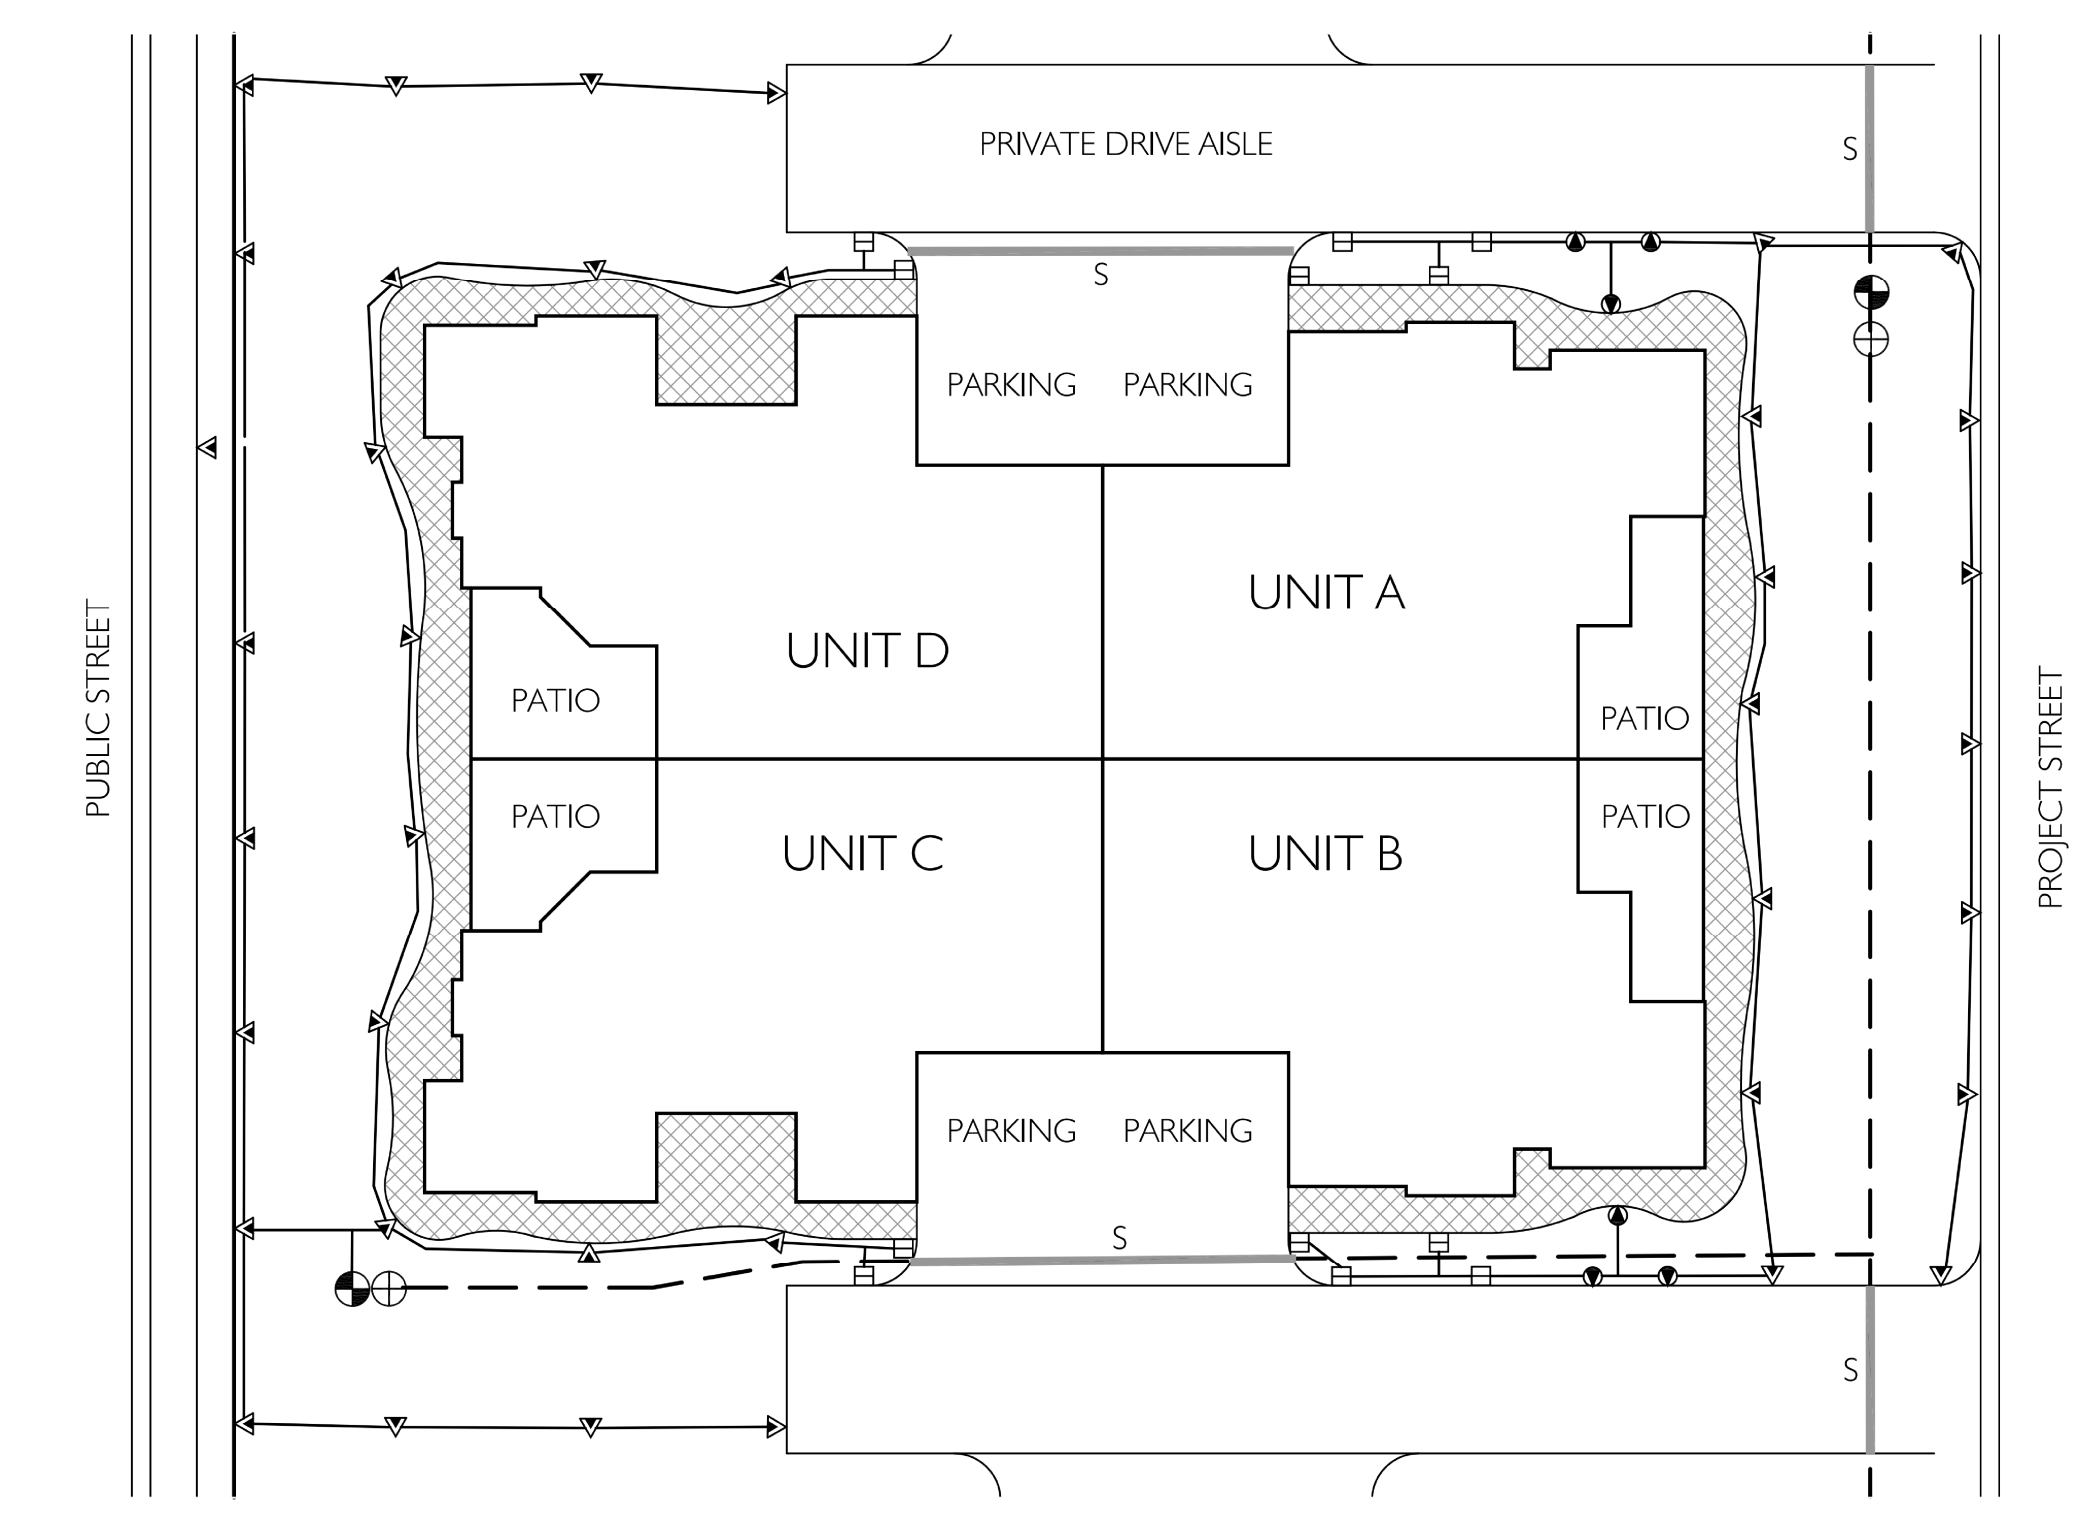 PRIVATE DRIVE AISLE
S
S
PARKING PARKING
UNIT A
UNIT D
PATIO
PATIO
PUBLIC STREET
PROJECT STREET
PATIO
PATIO
UNIT C
UNIT B
PARKING PARKING
S
S